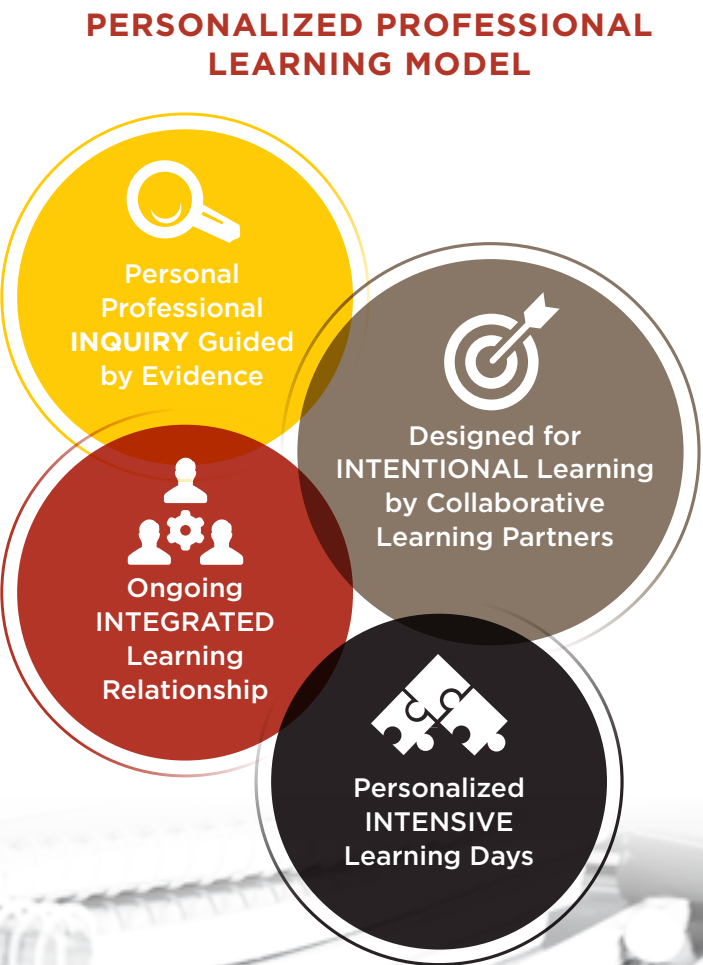 PERSONALIZED PROFESSIONAL
LEARNING MODEL
Personal
Professional
INQUIRY Guided
by Evidence
Designed for
INTENTIONAL Learning
by Collaborative
Learning Partners
Ongoing
INTEGRATED
Learning
Relationship
Personalized
INTENSIVE
Learning Days